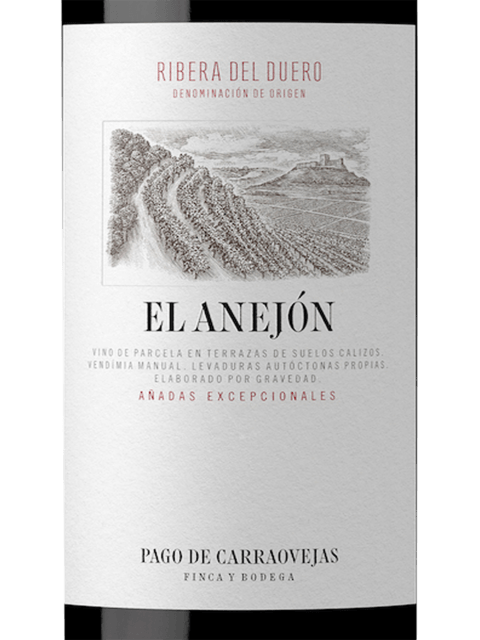 RIBERA DEL DUERO
DENOMINACIÓN DE ORIGEN
EL ANEJÓN
VINO DE PARCELA EN TERRAZAS DE SUELOS CALIZOS.
VENDÍMIA MANUAL. LEVADURAS AUTÓCTONAS PROPIAS.
ELABORADO POR GRAVEDAD.
AÑADAS EXCEPCIONALES
PAGO DE CARRAOVEJAS
FINCA Y BODEGA